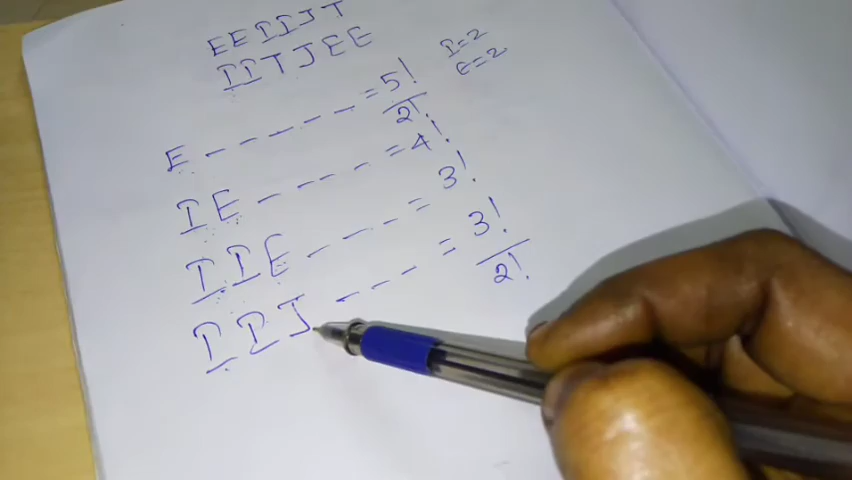 EEIIJT
IITJEE
I=2
E=2
E ------ = 5!/2!
IE ----- = 4!
IIE ---- = 3!
IIJ --- = 3!/2!